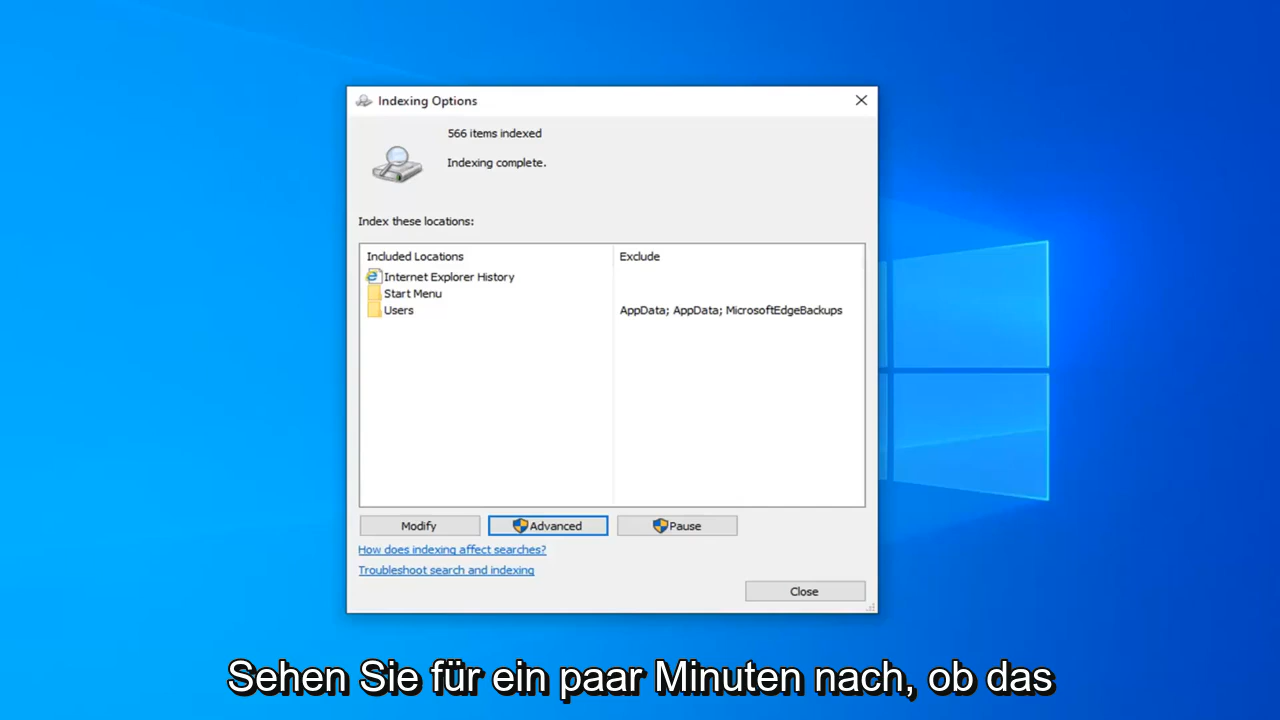 Indexing Options
566 items indexed
Indexing complete.
Index these locations:
Included Locations Exclude
Internet Explorer History
Start Menu
Users AppData; AppData; MicrosoftEdgeBackups
Modify Advanced Pause
How does indexing affect searches?
Troubleshoot search and indexing
Close
Sehen Sie für ein paar Minuten nach, ob das